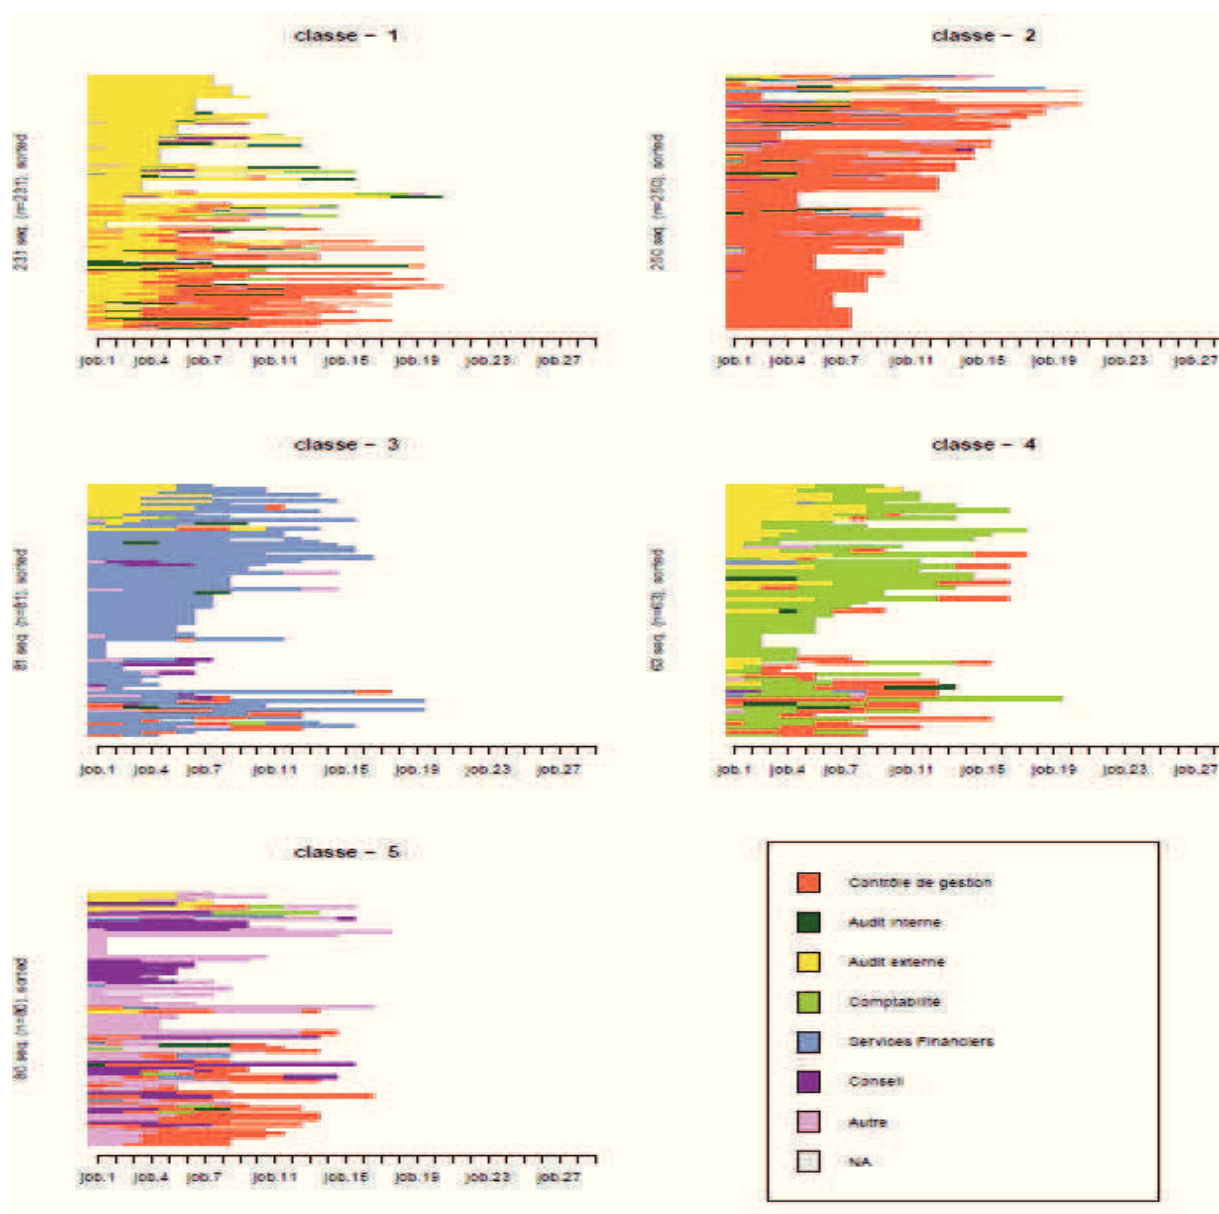 classe - 1
231 seq. (n=231), sorted
job.1 job.4 job.7 job.11 job.15 job.19 job.23 job.27
classe - 2
250 seq. (n=250), sorted
job.1 job.4 job.7 job.11 job.15 job.19 job.23 job.27
classe - 3
81 seq. (n=81), sorted
job.1 job.4 job.7 job.11 job.15 job.19 job.23 job.27
classe - 4
63 seq. (n=63), sorted
job.1 job.4 job.7 job.11 job.15 job.19 job.23 job.27
classe - 5
80 seq. (n=80), sorted
job.1 job.4 job.7 job.11 job.15 job.19 job.23 job.27
Contrôle de gestion
Audit interne
Audit externe
Comptabilité
Services Financiers
Conseil
Autre
NA